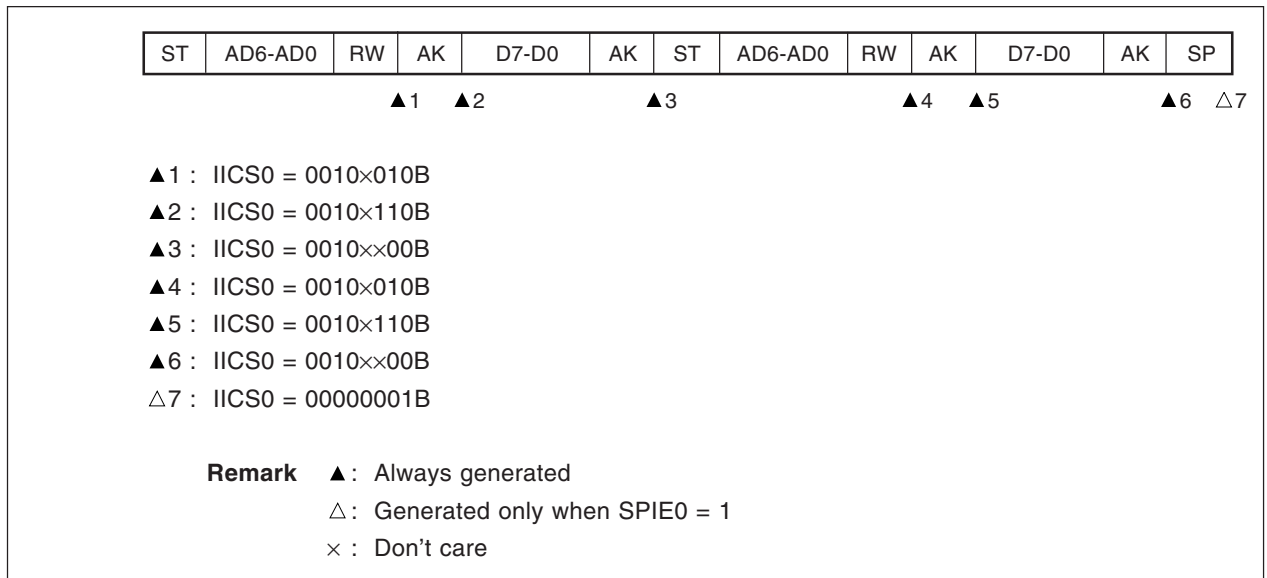 ST AD6-AD0 RW AK D7-D0 AK ST AD6-AD0 RW AK D7-D0 AK SP
▲1 ▲2 ▲3 ▲4 ▲5 ▲6 △7
▲1 : IICS0 = 0010×010B
▲2 : IICS0 = 0010×110B
▲3 : IICS0 = 0010××00B
▲4 : IICS0 = 0010×010B
▲5 : IICS0 = 0010×110B
▲6 : IICS0 = 0010××00B
△7 : IICS0 = 00000001B
Remark ▲ : Always generated
△ : Generated only when SPIE0 = 1
× : Don't care